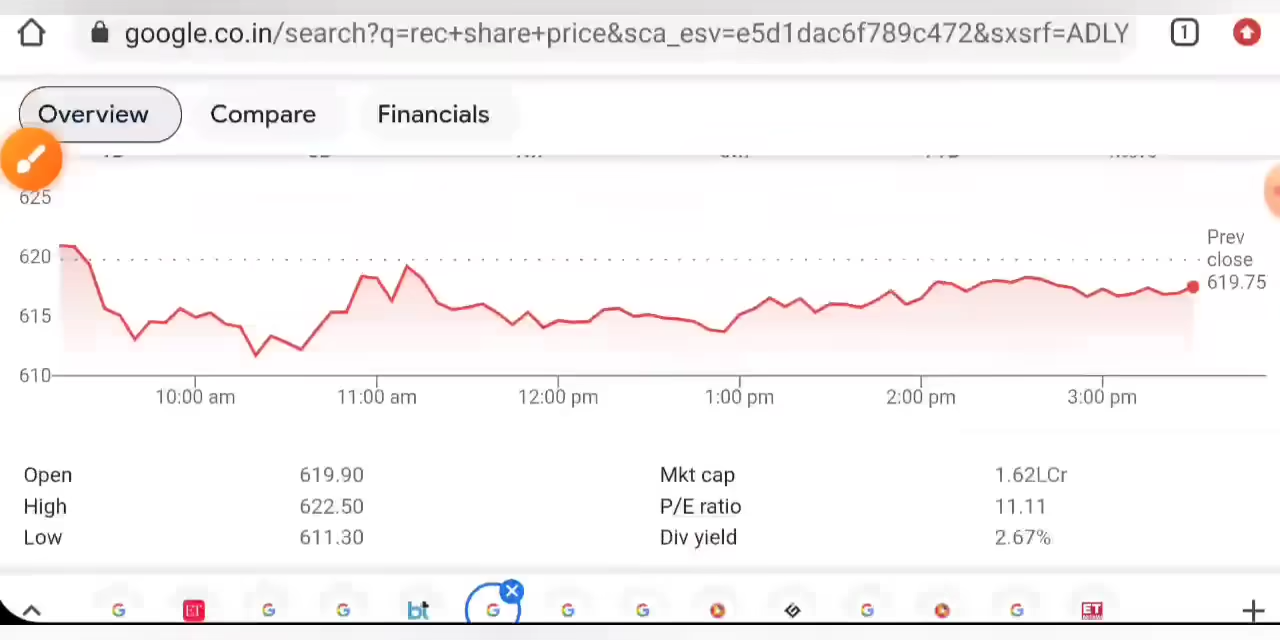 google.co.in/search?q=rec+share+price&sca_esv=e5d1dac6f789c472&sxsrf=ADLY
1
Overview Compare Financials
625
620
615
610
Prev
close
619.75
10:00 am 11:00 am 12:00 pm 1:00 pm 2:00 pm 3:00 pm
Open 619.90 Mkt cap 1.62LCr
High 622.50 P/E ratio 11.11
Low 611.30 Div yield 2.67%
G ET G G bt G G G G G ET